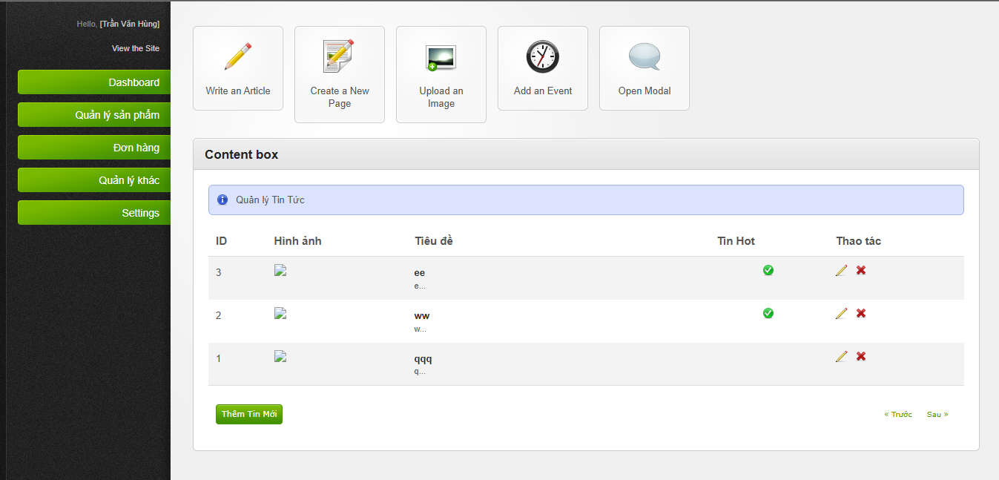 Hello, [Trần Văn Hùng]
View the Site
Dashboard
Quản lý sản phẩm
Đơn hàng
Quản lý khác
Settings
Write an Article
Create a New
Page
Upload an
Image
Add an Event
Open Modal
Content box
Quản lý Tin Tức
ID Hình ảnh Tiêu đề Tin Hot Thao tác
3 ee
e...
2 ww
w...
1 qqq
q...
Thêm Tin Mới
« Trước Sau »